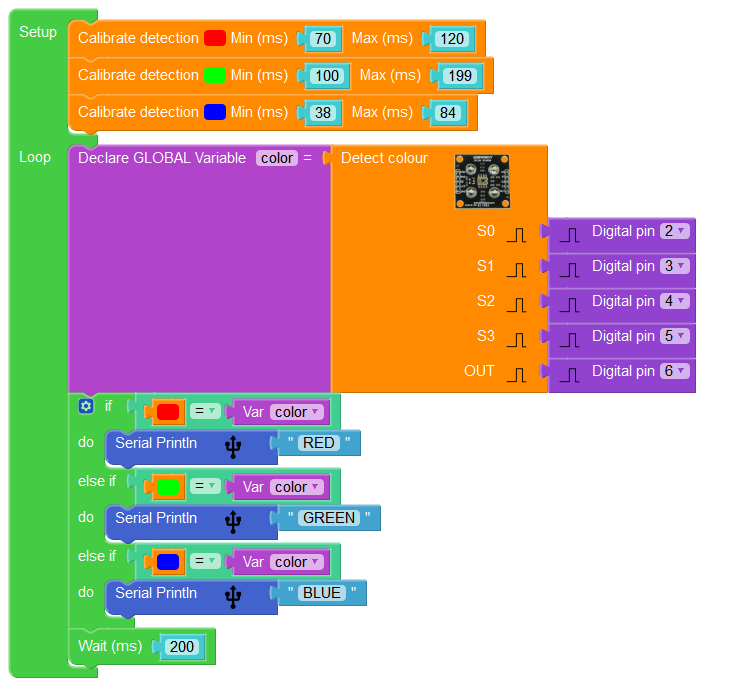 Setup
Calibrate detection Min (ms) 70 Max (ms) 120
Calibrate detection Min (ms) 100 Max (ms) 199
Calibrate detection Min (ms) 38 Max (ms) 84
Loop
Declare GLOBAL Variable color = Detect colour
S0 Digital pin 2
S1 Digital pin 3
S2 Digital pin 4
S3 Digital pin 5
OUT Digital pin 6
if = Var color
do Serial Println " RED "
else if = Var color
do Serial Println " GREEN "
else if = Var color
do Serial Println " BLUE "
Wait (ms) 200